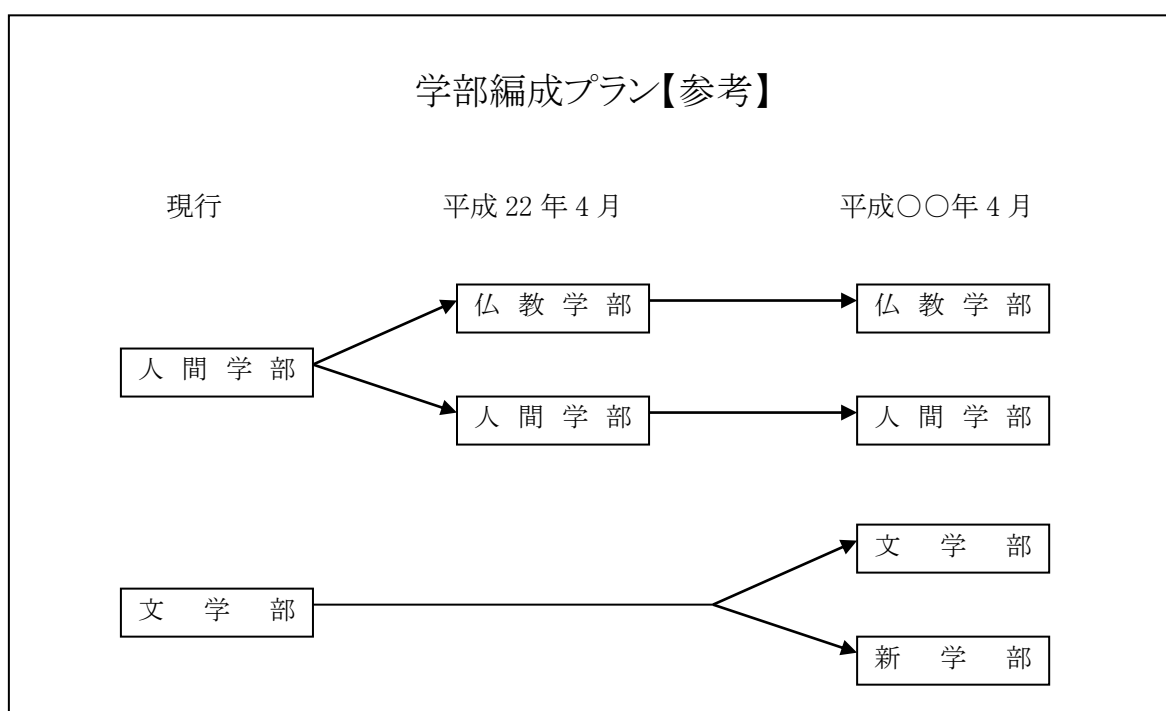 学部編成プラン【参考】
現行 平成 22 年 4 月 平成○○年 4 月
仏教学部 仏教学部
人間学部
人間学部 人間学部
文学部
文学部
新学部